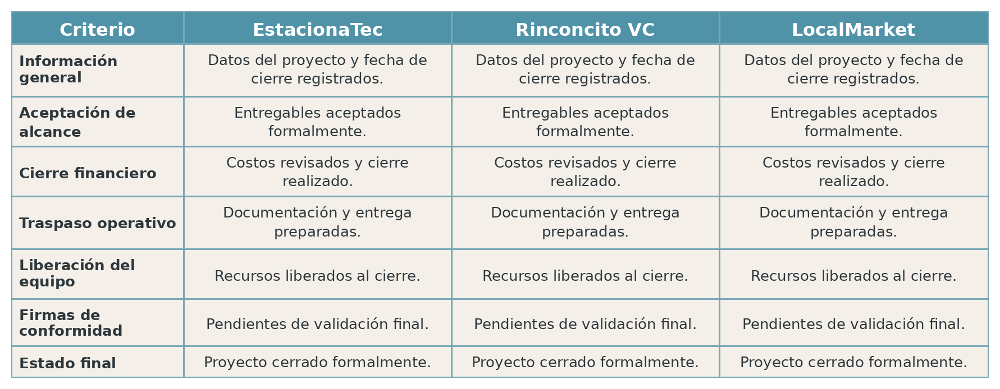 Criterio
EstacionaTec
Rinconcito VC
LocalMarket
Información
general
Datos del proyecto y fecha de
cierre registrados.
Datos del proyecto y fecha de
cierre registrados.
Datos del proyecto y fecha de
cierre registrados.
Aceptación de
alcance
Entregables aceptados
formalmente.
Entregables aceptados
formalmente.
Entregables aceptados
formalmente.
Cierre financiero
Costos revisados y cierre
realizado.
Costos revisados y cierre
realizado.
Costos revisados y cierre
realizado.
Traspaso operativo
Documentación y entrega
preparadas.
Documentación y entrega
preparadas.
Documentación y entrega
preparadas.
Liberación del
equipo
Recursos liberados al cierre.
Recursos liberados al cierre.
Recursos liberados al cierre.
Firmas de
conformidad
Pendientes de validación final.
Pendientes de validación final.
Pendientes de validación final.
Estado final
Proyecto cerrado formalmente.
Proyecto cerrado formalmente.
Proyecto cerrado formalmente.